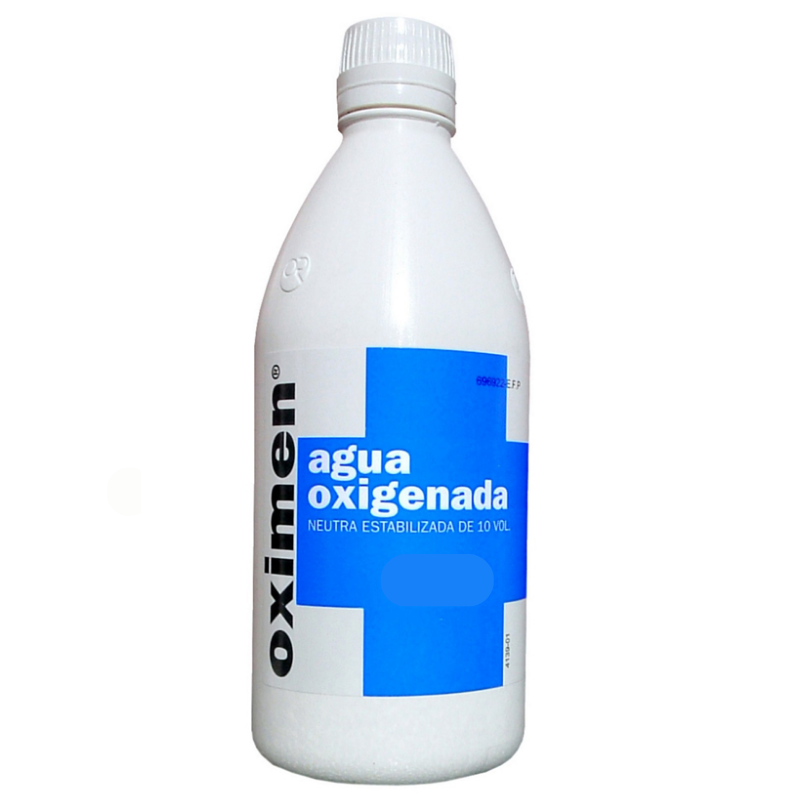 oximen®
agua
oxigenada
NEUTRA ESTABILIZADA DE 10 VOL.
4139-01